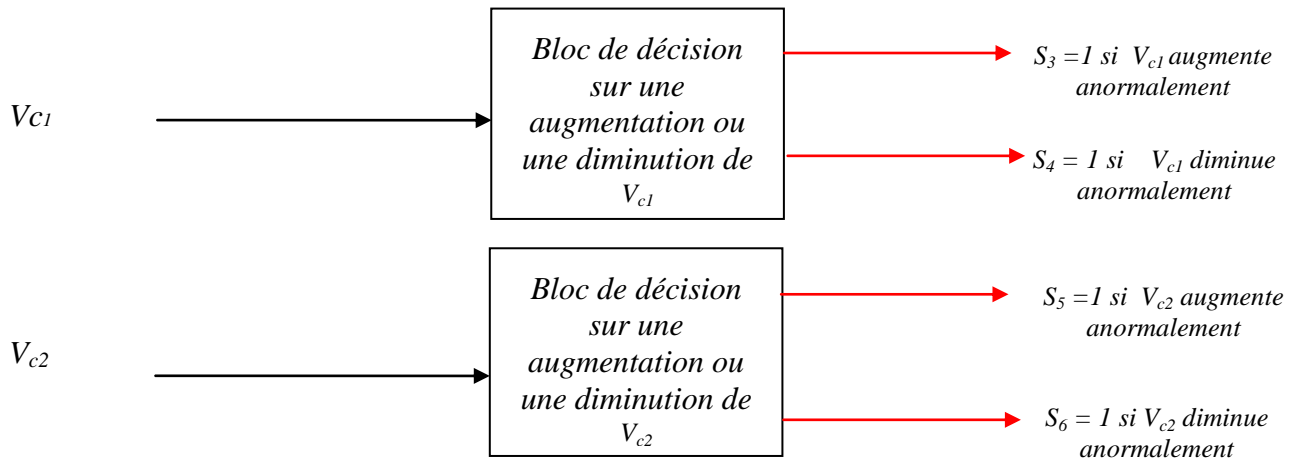 Vc1
Bloc de décision
sur une
augmentation ou
une diminution de
Vc1
S3 =1 si Vc1 augmente
anormalement
S4 = 1 si Vc1 diminue
anormalement
Vc2
Bloc de décision
sur une
augmentation ou
une diminution de
Vc2
S5 =1 si Vc2 augmente
anormalement
S6 = 1 si Vc2 diminue
anormalement